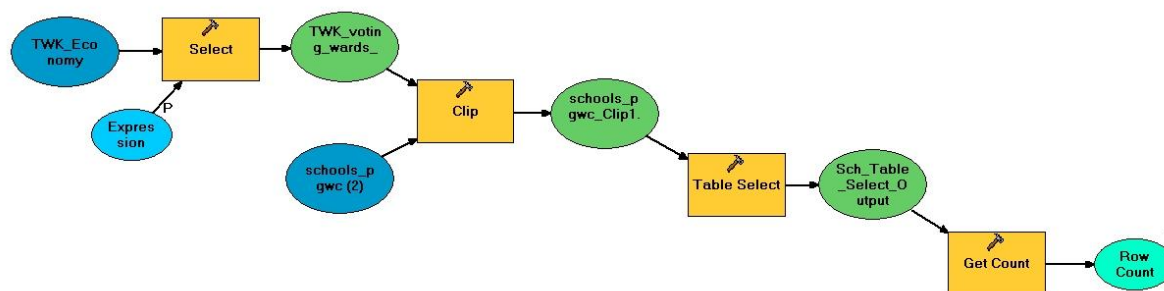 TWK_Eco
nomy
Select
TWK_votin
g_wards_
P
Expres
sion
Clip
schools_p
gwc (2)
schools_p
gwc_Clip1.
Table Select
Sch_Table
_Select_O
utput
Get Count
Row
Count